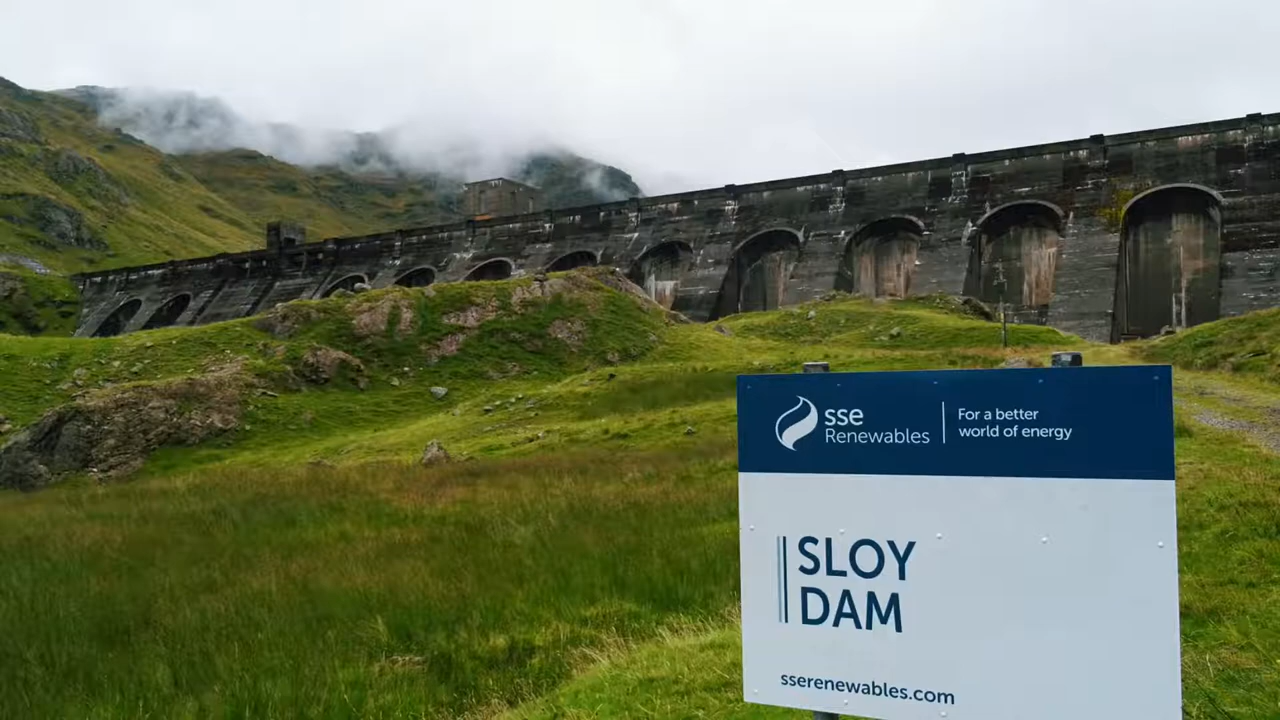 sse
Renewables
For a better
world of energy
SLOY
DAM
sserenewables.com